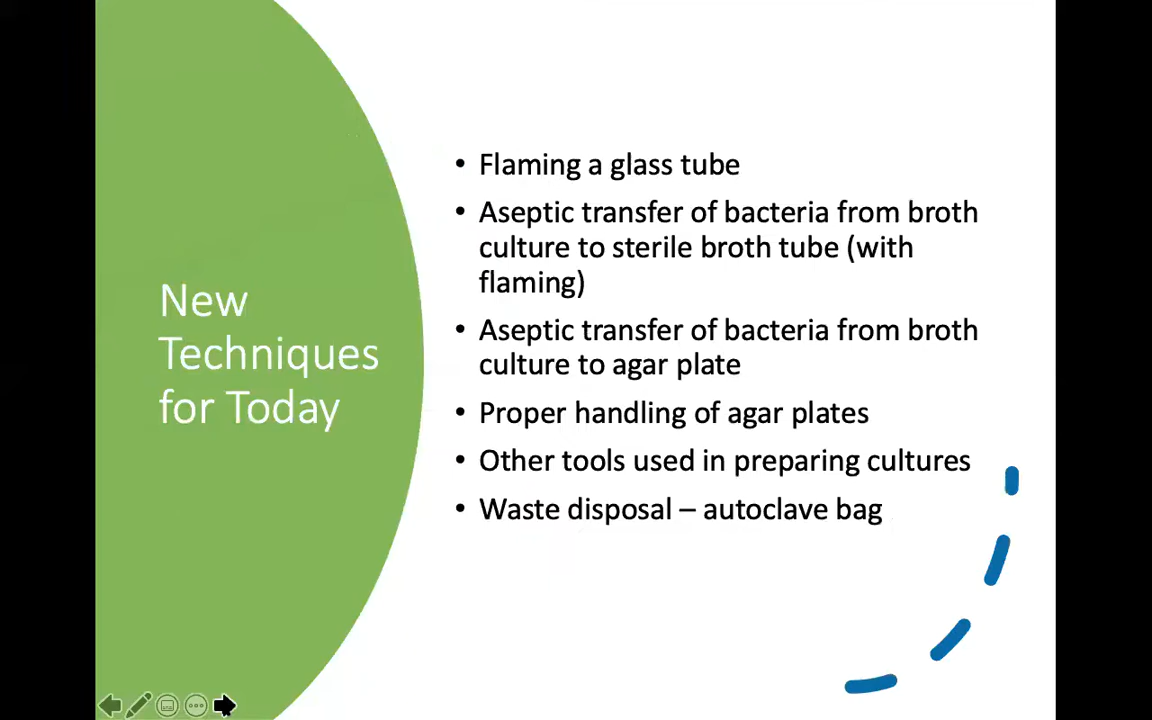 New
Techniques
for Today
• Flaming a glass tube
• Aseptic transfer of bacteria from broth
culture to sterile broth tube (with
flaming)
• Aseptic transfer of bacteria from broth
culture to agar plate
• Proper handling of agar plates
• Other tools used in preparing cultures
• Waste disposal – autoclave bag